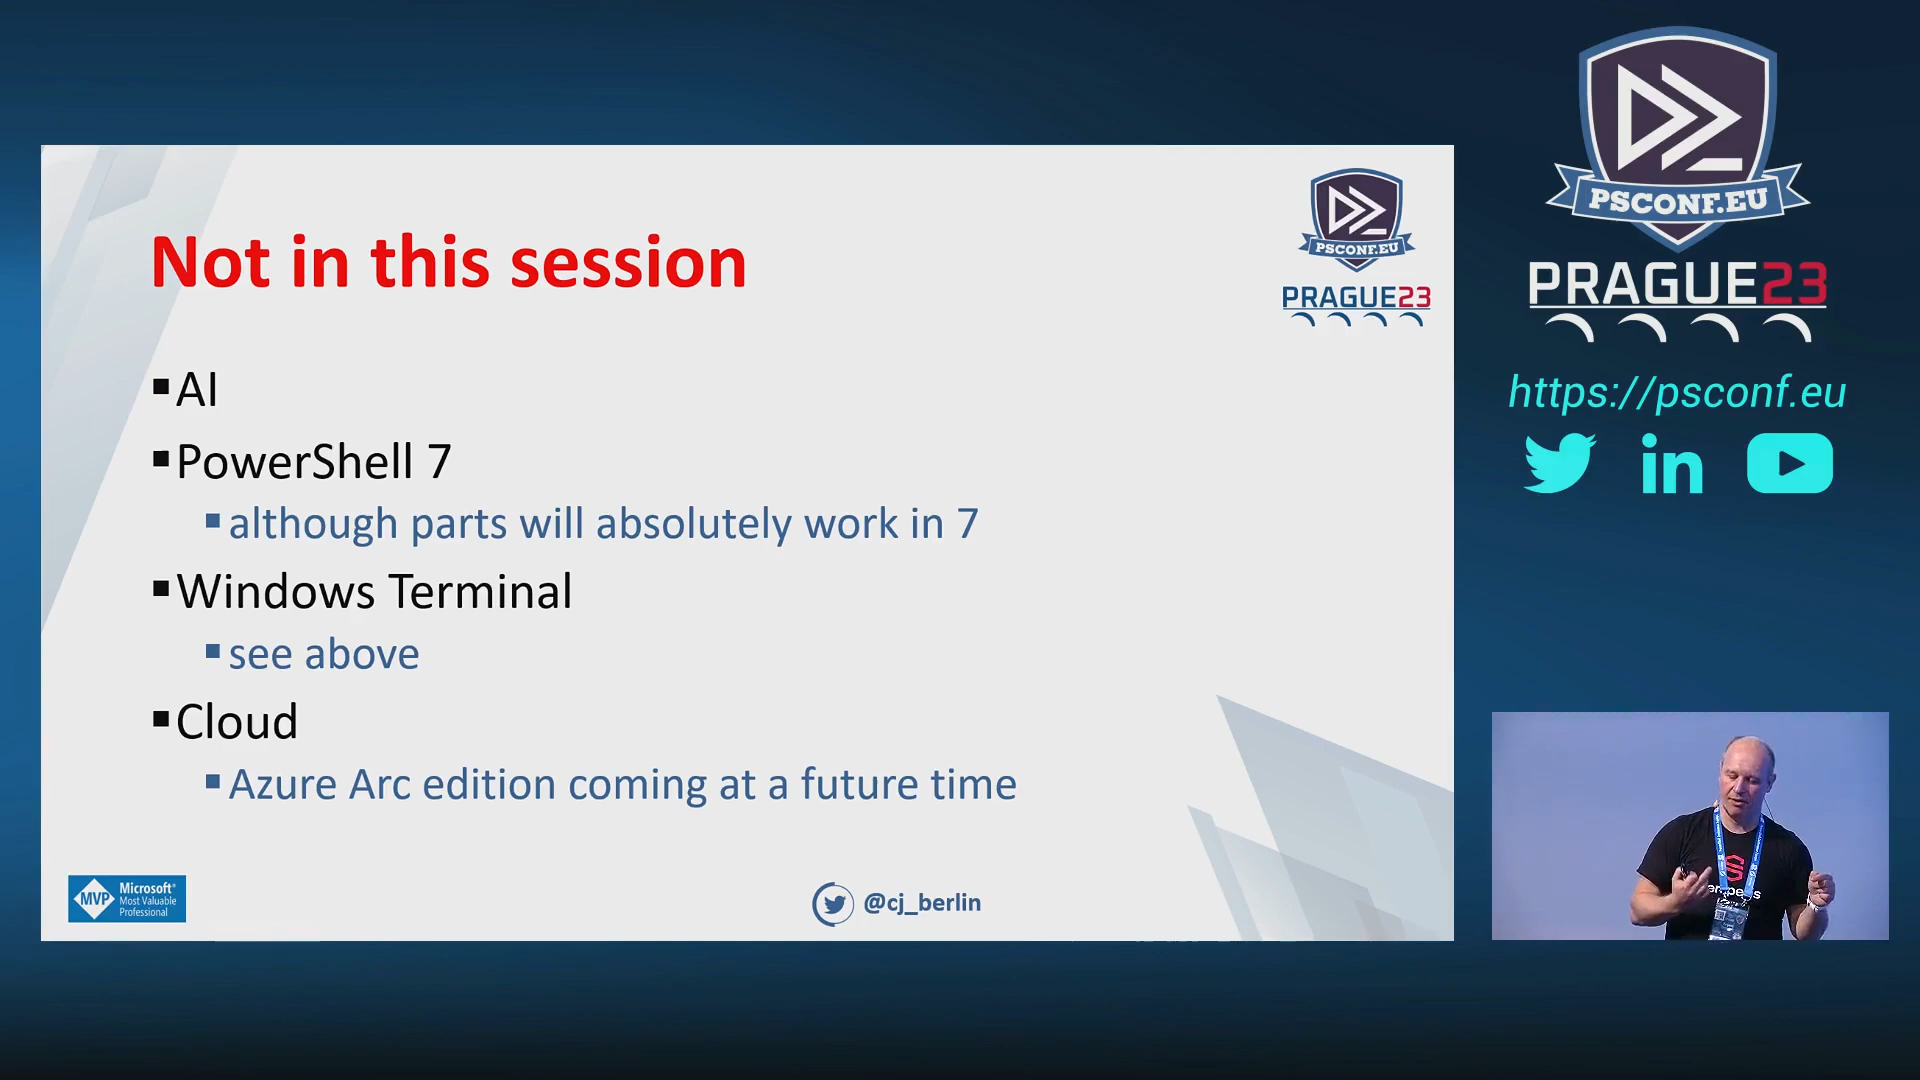 Not in this session
AI
PowerShell 7
although parts will absolutely work in 7
Windows Terminal
see above
Cloud
Azure Arc edition coming at a future time
PSCONF.EU
PRAGUE23
MVP
Microsoft®
Most Valuable
Professional
@cj_berlin
PSCONF.EU
PRAGUE23
https://psconf.eu
in